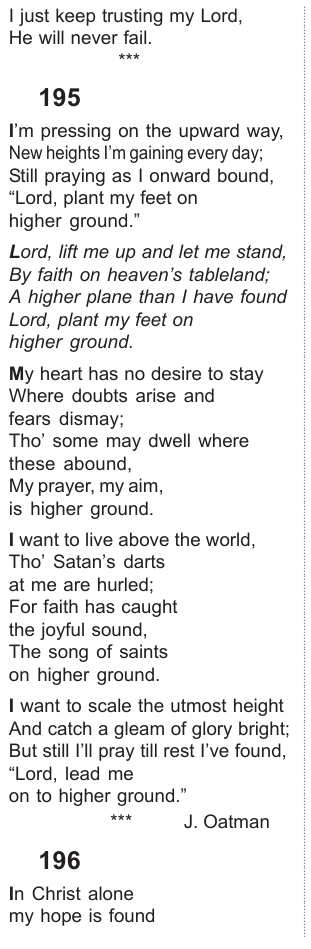 I just keep trusting my Lord,
He will never fail.
***
195
I'm pressing on the upward way,
New heights I'm gaining every day;
Still praying as I onward bound,
“Lord, plant my feet on
higher ground.”
Lord, lift me up and let me stand,
By faith on heaven's tableland;
A higher plane than I have found
Lord, plant my feet on
higher ground.
My heart has no desire to stay
Where doubts arise and
fears dismay;
Tho' some may dwell where
these abound,
My prayer, my aim,
is higher ground.
I want to live above the world,
Tho' Satan's darts
at me are hurled;
For faith has caught
the joyful sound,
The song of saints
on higher ground.
I want to scale the utmost height
And catch a gleam of glory bright;
But still I'll pray till rest I've found,
“Lord, lead me
on to higher ground.”
*** J. Oatman
196
In Christ alone
my hope is found